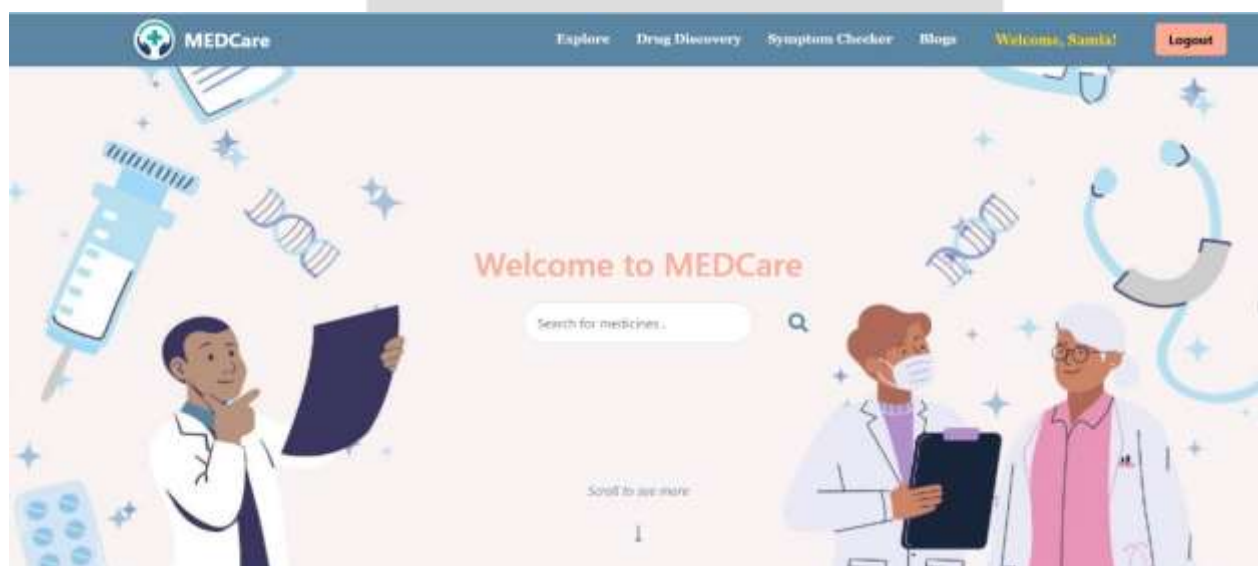 MEDCare
Explore Drug Discovery Symptom Checker Blogs Welcome, Samia! Logout
Welcome to MEDCare
Search for medicines..
Scroll to see more